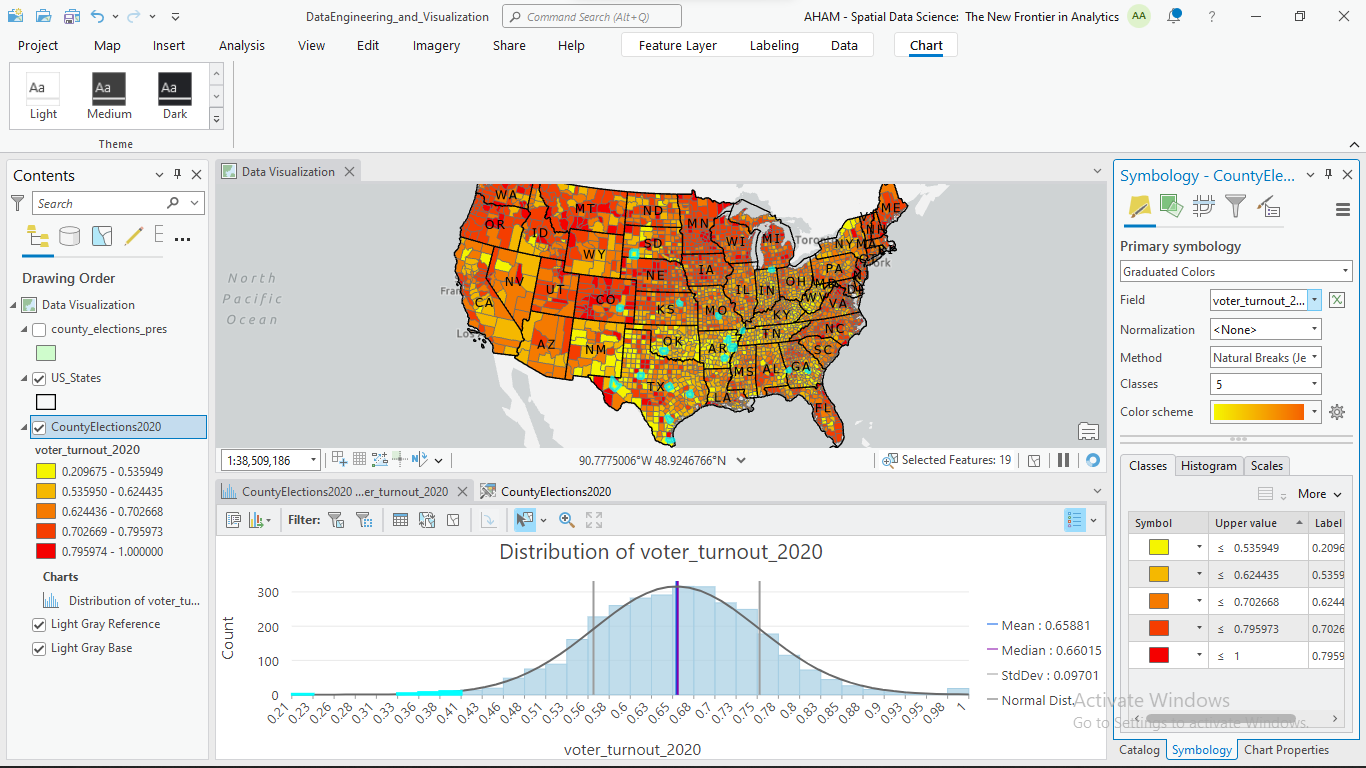 DataEngineering_and_Visualization
Command Search (Alt+Q)
AHAM - Spatial Data Science: The New Frontier in Analytics
AA
?
Project Map Insert Analysis View Edit Imagery Share Help Feature Layer Labeling Data Chart
Aa Aa Aa
Light Medium Dark
Theme
Contents
Search
Drawing Order
Data Visualization
county_elections_pres
US_States
CountyElections2020
voter_turnout_2020
0.209675 - 0.535949
0.535950 - 0.624435
0.624436 - 0.702668
0.702669 - 0.795973
0.795974 - 1.000000
Charts
Distribution of voter_tu...
Light Gray Reference
Light Gray Base
Data Visualization
North
Pacific
Ocean
WA MT ND MN ME
OR ID SD WI MI Toronto NY MA
WY IA PA
NV NE IL IN OH
Fran UT CO KS MO WV VA
CA KY
Los OK TN NC
AZ NM AR SC
MS AL GA
TX LA
FL
1:38,509,186
90.7775006°W 48.9246766°N
Selected Features: 19
CountyElections2020 ...er_turnout_2020
CountyElections2020
Filter:
Distribution of voter_turnout_2020
Count
300
200
100
0
0.21 0.23 0.26 0.28 0.31 0.33 0.36 0.38 0.41 0.43 0.46 0.48 0.51 0.53 0.56 0.58 0.6 0.63 0.65 0.68 0.7 0.73 0.75 0.78 0.8 0.83 0.85 0.88 0.9 0.93 0.95 0.98 1
voter_turnout_2020
Mean : 0.65881
Median : 0.66015
StdDev : 0.09701
Normal Dist.
Symbology - CountyEle...
Primary symbology
Graduated Colors
Field voter_turnout_2...
Normalization <None>
Method Natural Breaks (Je
Classes 5
Color scheme
Classes Histogram Scales
More
Symbol Upper value Label
≤ 0.535949 0.2096
≤ 0.624435 0.5359
≤ 0.702668 0.6244
≤ 0.795973 0.7026
≤ 1 0.7959
Activate Windows
Go to Settings to activate Windows.
Catalog Symbology Chart Properties